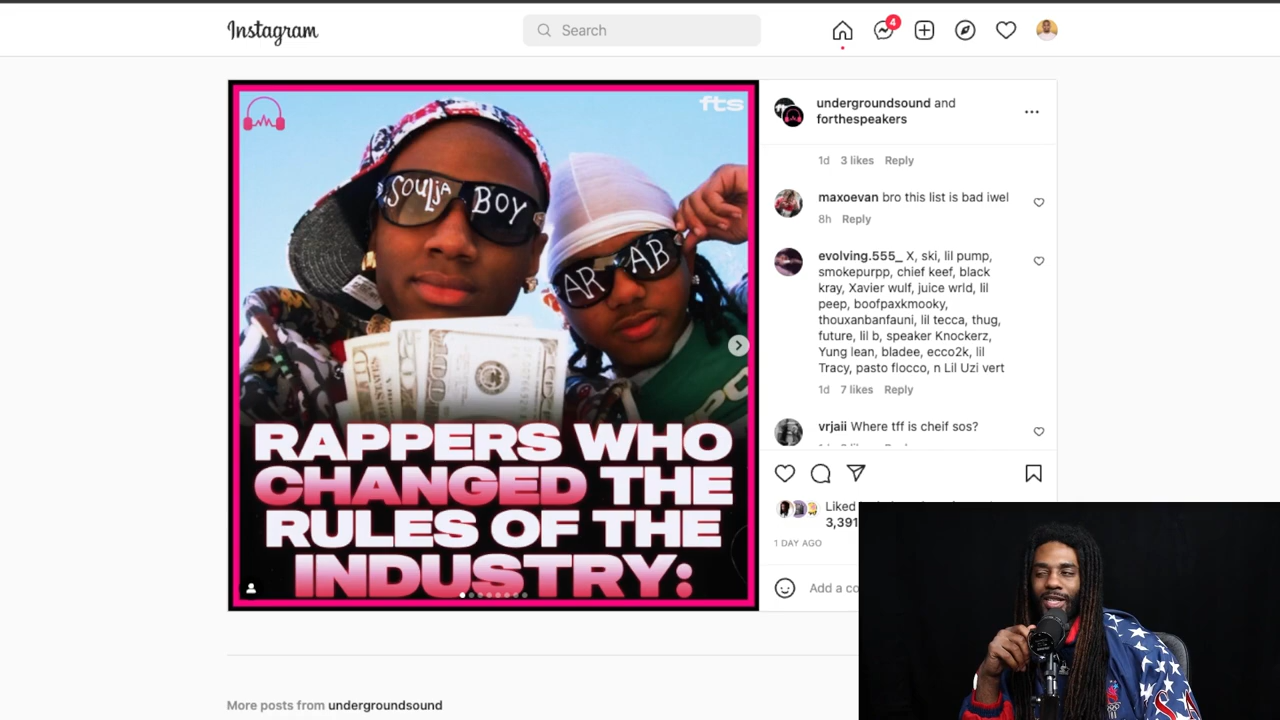 Instagram
Search
4
fts
SOULJA BOY
AR AB
RAPPERS WHO
CHANGED THE
RULES OF THE
INDUSTRY:
undergroundsound and
forthespeakers
1d 3 likes Reply
maxoevan bro this list is bad iwel
8h Reply
evolving.555_ X, ski, lil pump,
smokepurpp, chief keef, black
kray, Xavier wulf, juice wrld, lil
peep, boofpaxkmooky,
thouxanbanfauni, lil tecca, thug,
future, lil b, speaker Knockerz,
Yung lean, bladee, ecco2k, lil
Tracy, pasto flocco, n Lil Uzi vert
1d 7 likes Reply
vrjaii Where tff is cheif sos?
Liked
3,391
1 DAY AGO
Add a
More posts from undergroundsound